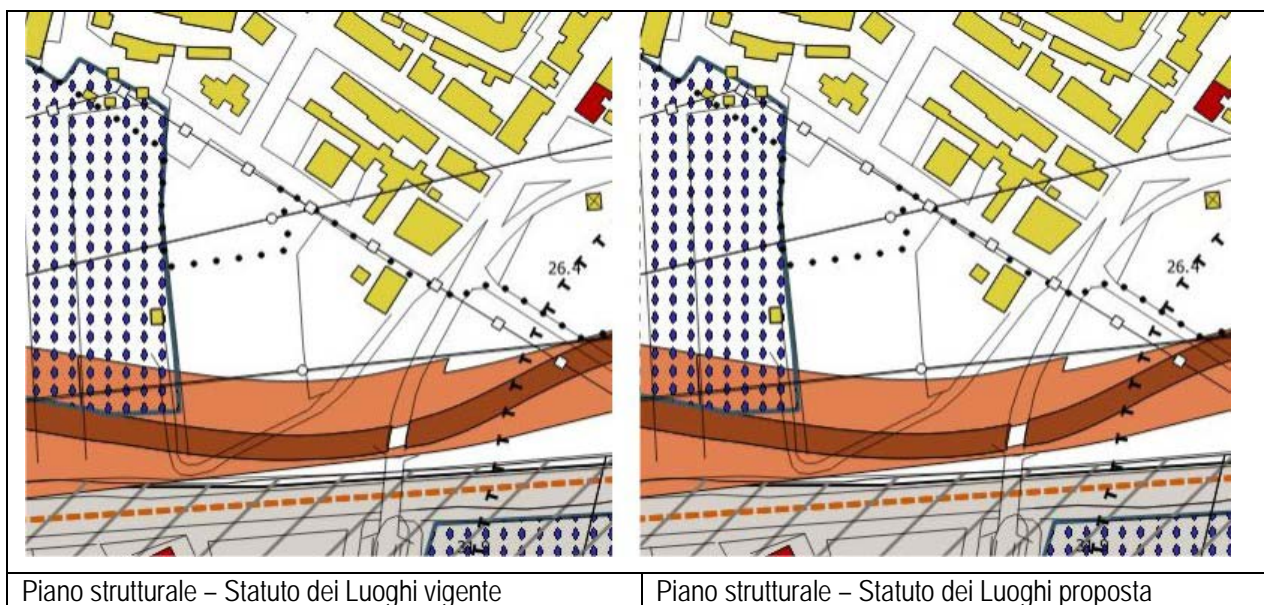 26.4
26.4
Piano strutturale – Statuto dei Luoghi vigente
Piano strutturale – Statuto dei Luoghi proposta